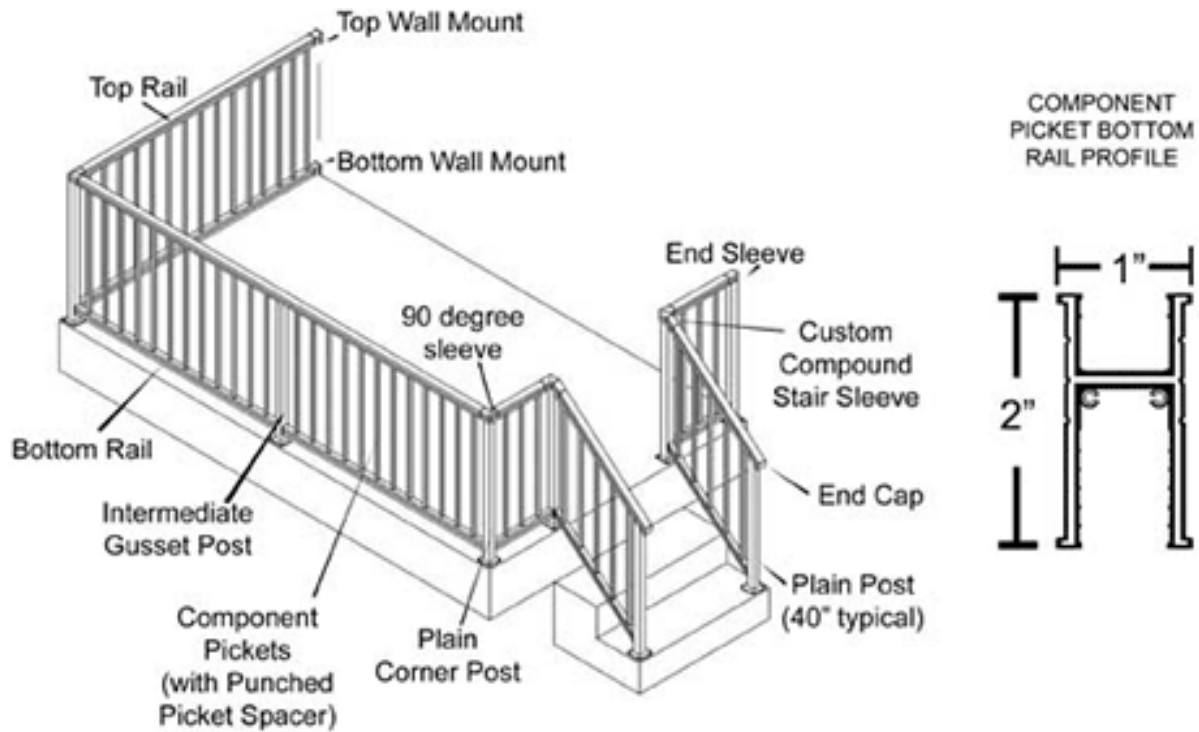 Top Wall Mount
Top Rail
Bottom Wall Mount
End Sleeve
90 degree
sleeve
Custom
Compound
Stair Sleeve
Bottom Rail
End Cap
Intermediate
Gusset Post
Component
Pickets
(with Punched
Picket Spacer)
Plain
Corner Post
Plain Post
(40" typical)
COMPONENT
PICKET BOTTOM
RAIL PROFILE
1"
2"